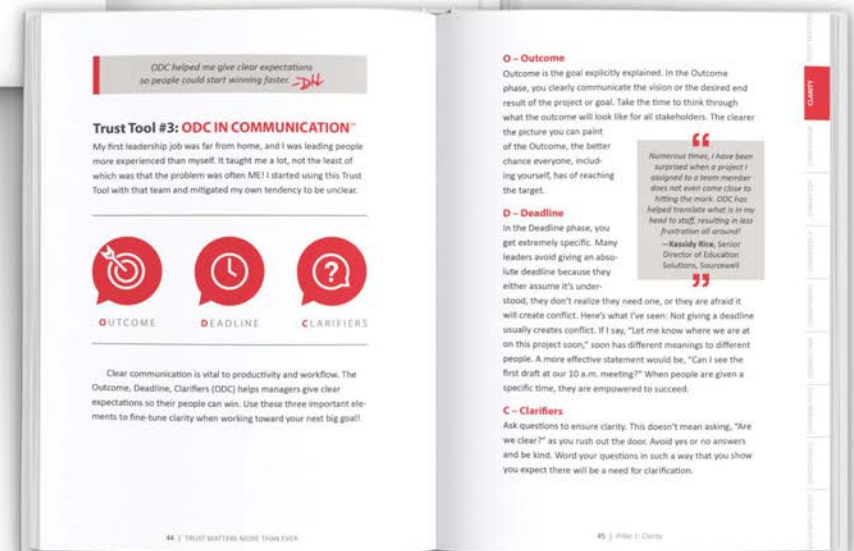 ODC helped me give clear expectations
so people could start winning faster. -DH
Trust Tool #3: ODC IN COMMUNICATION™
My first leadership job was far from home, and I was leading people
more experienced than myself. It taught me a lot, not the least of
which was that the problem was often ME! I started using this Trust
Tool with that team and mitigated my own tendency to be unclear.
OUTCOME
DEADLINE
CLARIFIERS
Clear communication is vital to productivity and workflow. The
Outcome, Deadline, Clarifiers (ODC) helps managers give clear
expectations so their people can win. Use these three important ele-
ments to fine-tune clarity when working toward your next big goal!
44 | TRUST MATTERS MORE THAN EVER
O – Outcome
Outcome is the goal explicitly explained. In the Outcome
phase, you clearly communicate the vision or the desired end
result of the project or goal. Take the time to think through
what the outcome will look like for all stakeholders. The clearer
the picture you can paint
of the Outcome, the better
chance everyone, includ-
ing yourself, has of reaching
the target.
“
Numerous times, I have been
surprised when a project I
assigned to a team member
does not even come close to
hitting the mark. ODC has
helped translate what is in my
head to staff, resulting in less
frustration all around!
—Kassidy Rice, Senior
Director of Education
Solutions, Sourcewell
”
D – Deadline
In the Deadline phase, you
get extremely specific. Many
leaders avoid giving an abso-
lute deadline because they
either assume it's under-
stood, they don't realize they need one, or they are afraid it
will create conflict. Here's what I've seen: Not giving a deadline
usually creates conflict. If I say, "Let me know where we are at
on this project soon," soon has different meanings to different
people. A more effective statement would be, "Can I see the
first draft at our 10 a.m. meeting?" When people are given a
specific time, they are empowered to succeed.
C – Clarifiers
Ask questions to ensure clarity. This doesn't mean asking, "Are
we clear?" as you rush out the door. Avoid yes or no answers
and be kind. Word your questions in such a way that you show
you expect there will be a need for clarification.
45 | Pillar 1: Clarity
CLARITY